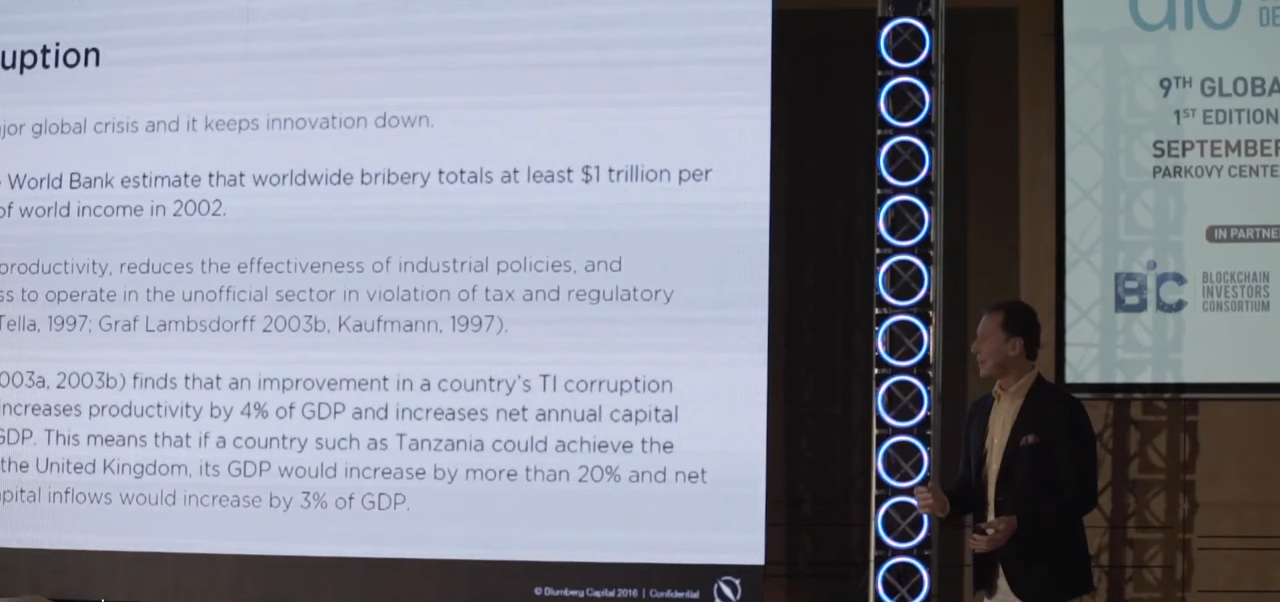 uption
jor global crisis and it keeps innovation down.
World Bank estimate that worldwide bribery totals at least $1 trillion per
of world income in 2002.
productivity, reduces the effectiveness of industrial policies, and
ss to operate in the unofficial sector in violation of tax and regulatory
Tella, 1997; Graf Lambsdorff 2003b, Kaufmann, 1997).
003a, 2003b) finds that an improvement in a country's TI corruption
increases productivity by 4% of GDP and increases net annual capital
GDP. This means that if a country such as Tanzania could achieve the
the United Kingdom, its GDP would increase by more than 20% and net
pital inflows would increase by 3% of GDP.
© Blumberg Capital 2016 | Confidential
DE
9TH GLOBA
1ST EDITION
SEPTEMBER
PARKOVY CENTE
IN PARTNE
BIC
BLOCKCHAIN
INVESTORS
CONSORTIUM